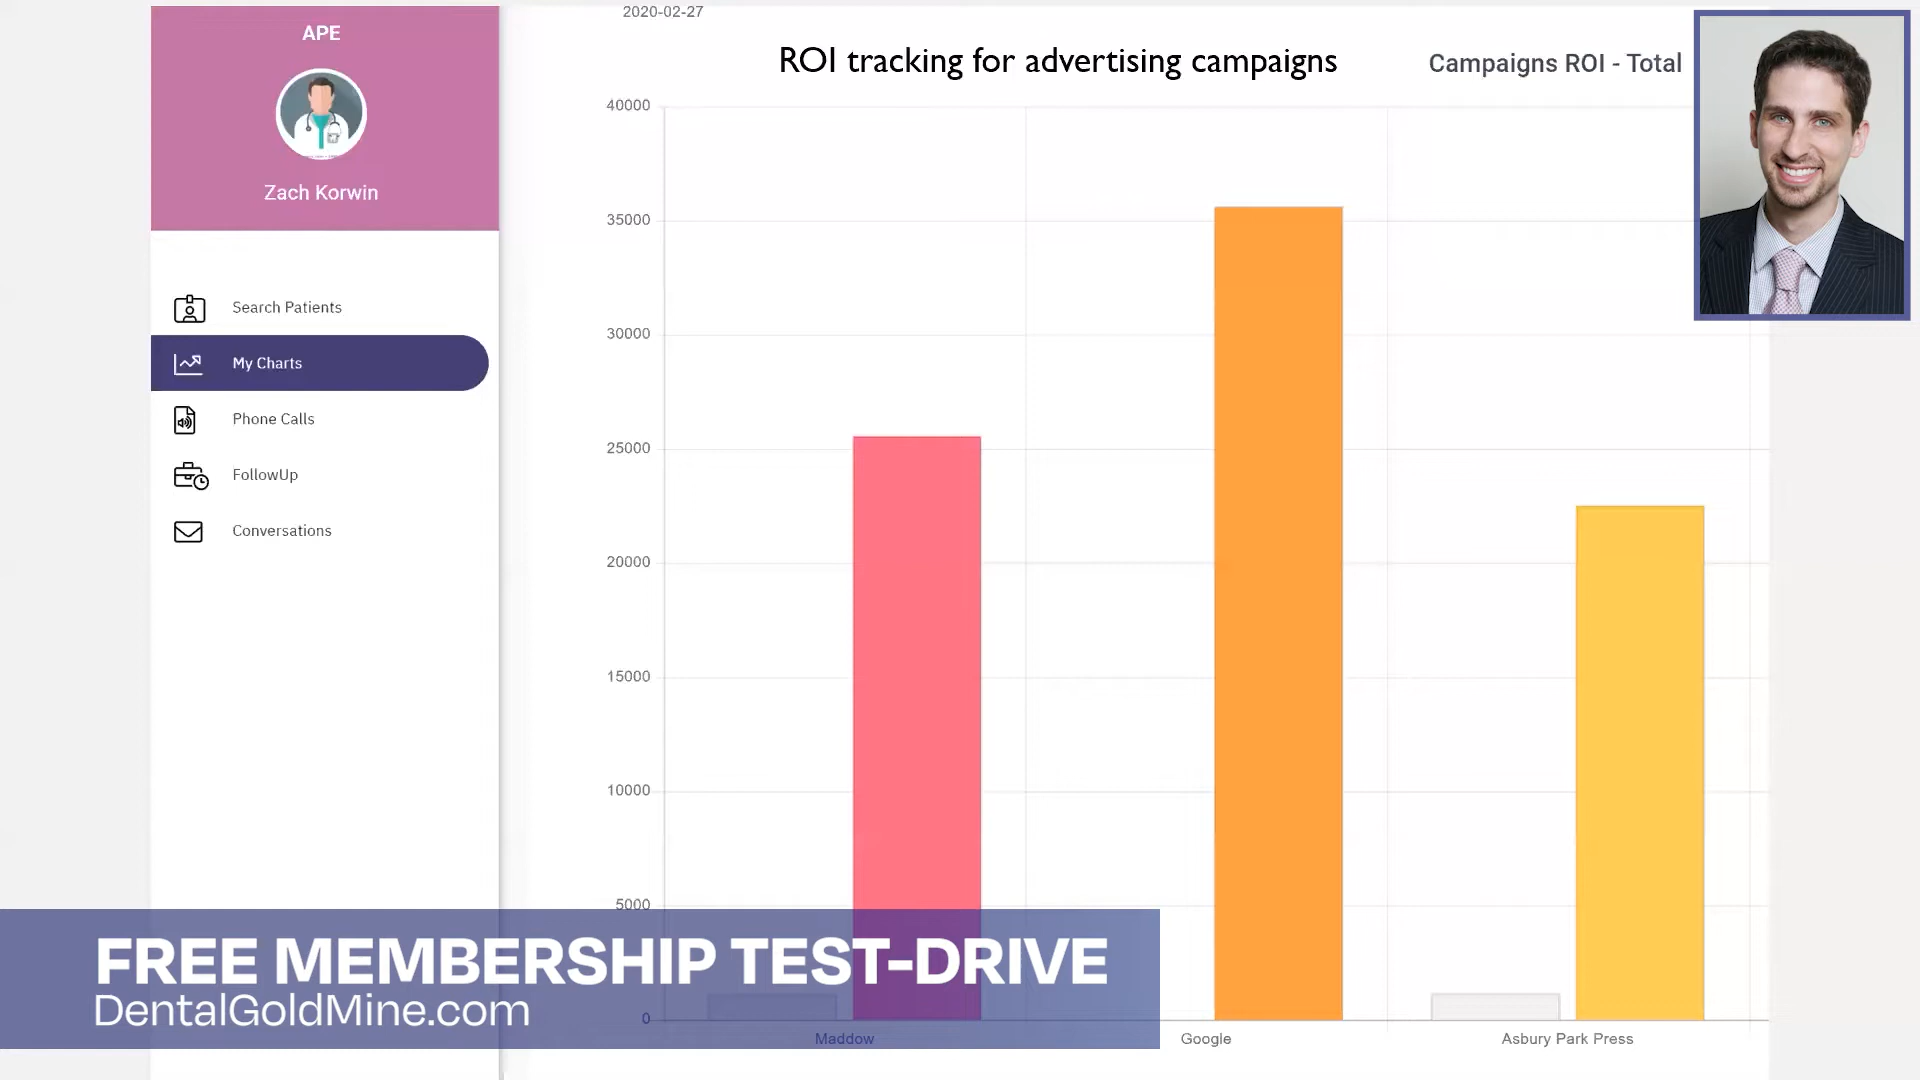 2020-02-27
APE
Zach Korwin
Search Patients
My Charts
Phone Calls
FollowUp
Conversations
ROI tracking for advertising campaigns
Campaigns ROI - Total
40000
35000
30000
25000
20000
15000
10000
5000
0
Maddow
Google
Asbury Park Press
FREE MEMBERSHIP TEST-DRIVE
DentalGoldMine.com